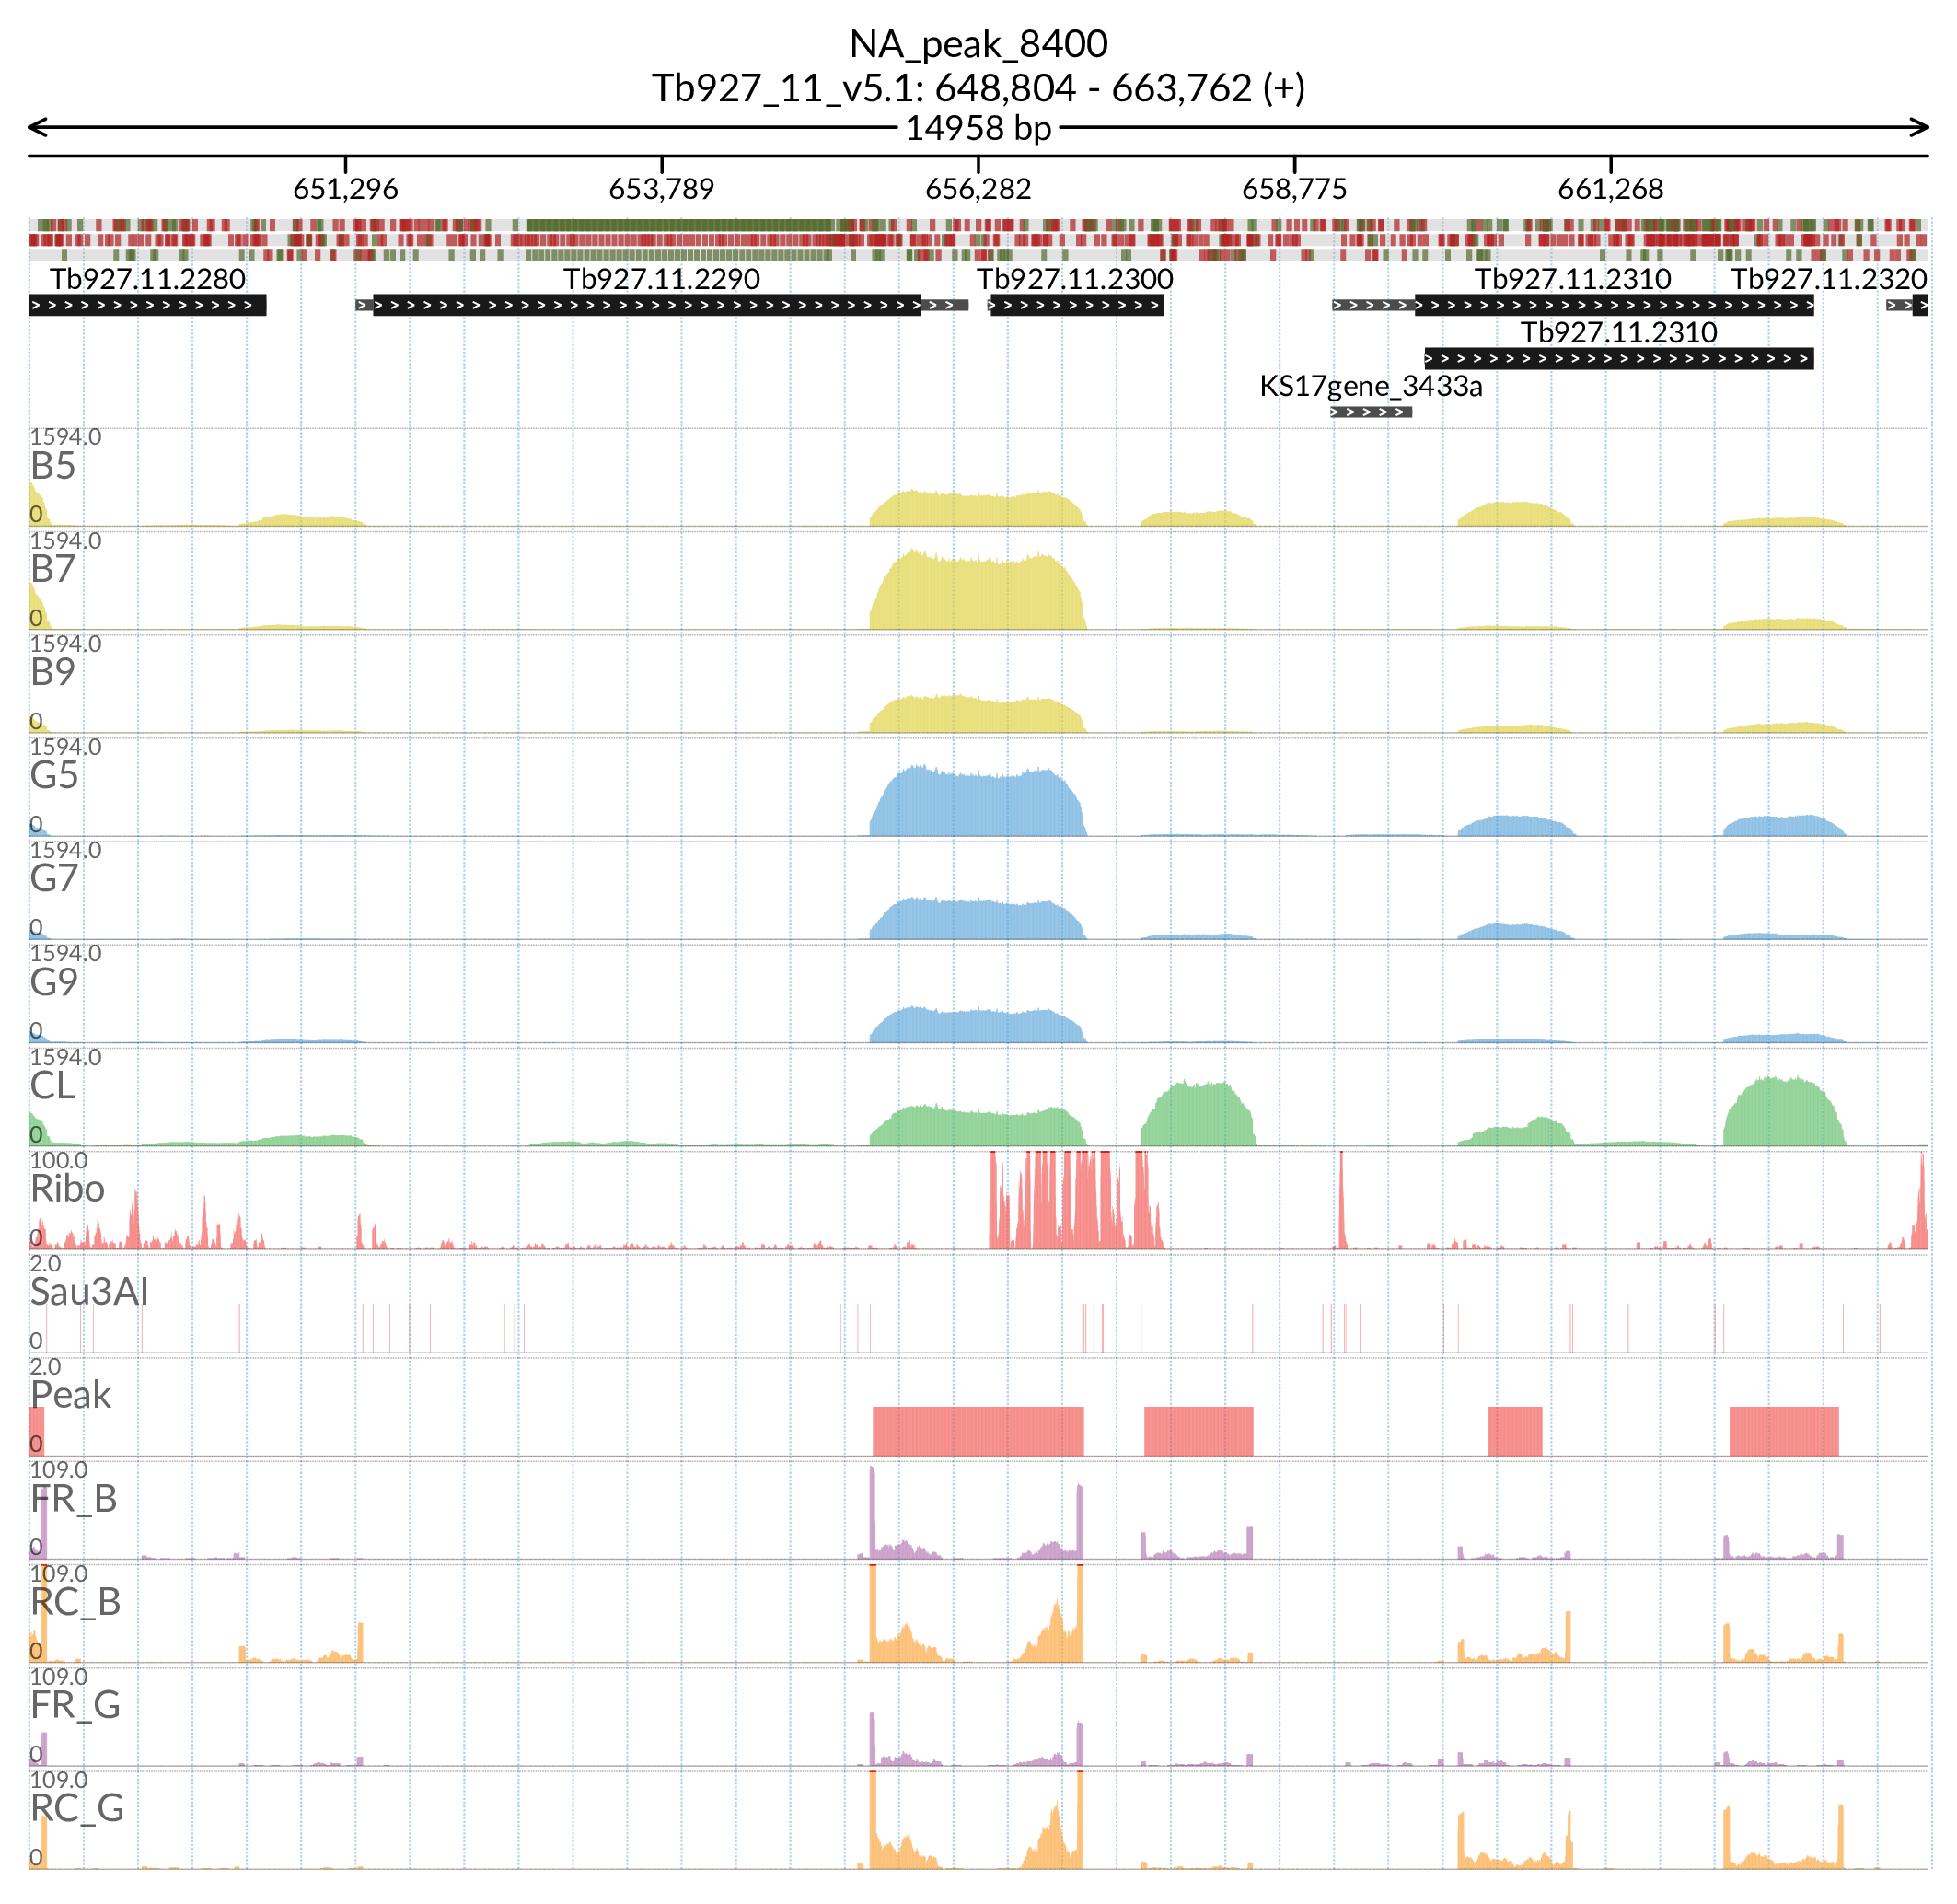 NA_peak_8400
Tb927_11_v5.1: 648,804 - 663,762 (+)
14958 bp
651,296 653,789 656,282 658,775 661,268
Tb927.11.2280 Tb927.11.2290 Tb927.11.2300 Tb927.11.2310 Tb927.11.2320
Tb927.11.2310
KS17gene_3433a
1594.0
B5
0
1594.0
B7
0
1594.0
B9
0
1594.0
G5
0
1594.0
G7
0
1594.0
G9
0
1594.0
CL
0
100.0
Ribo
0
2.0
Sau3AI
0
2.0
Peak
0
109.0
FR_B
0
109.0
RC_B
0
109.0
FR_G
0
109.0
RC_G
0